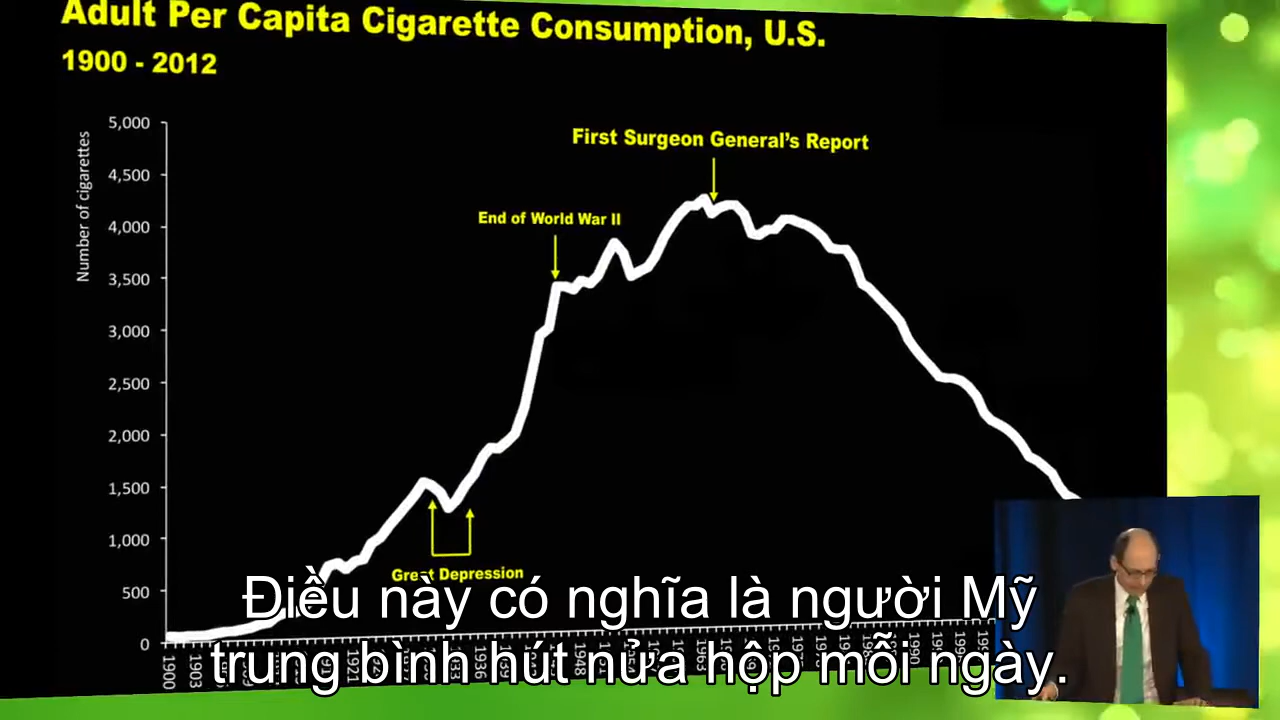 Adult Per Capita Cigarette Consumption, U.S.
1900 - 2012
Number of cigarettes
5,000
4,500
4,000
3,500
3,000
2,500
2,000
1,500
1,000
500
0
First Surgeon General's Report
End of World War II
Great Depression
1900
1903
1921
1933
1936
1948
1963
1990
Điều này có nghĩa là người Mỹ
trung bình hút nửa hộp mỗi ngày.